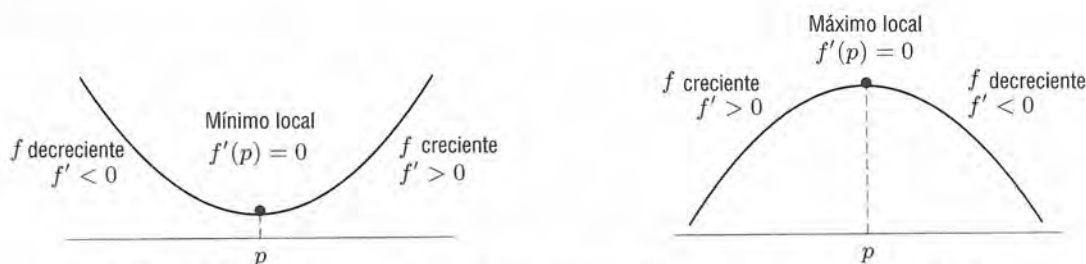 Mínimo local
f′(p) = 0
f decreciente
f′ < 0
f creciente
f′ > 0
p
Máximo local
f′(p) = 0
f creciente
f′ > 0
f decreciente
f′ < 0
p